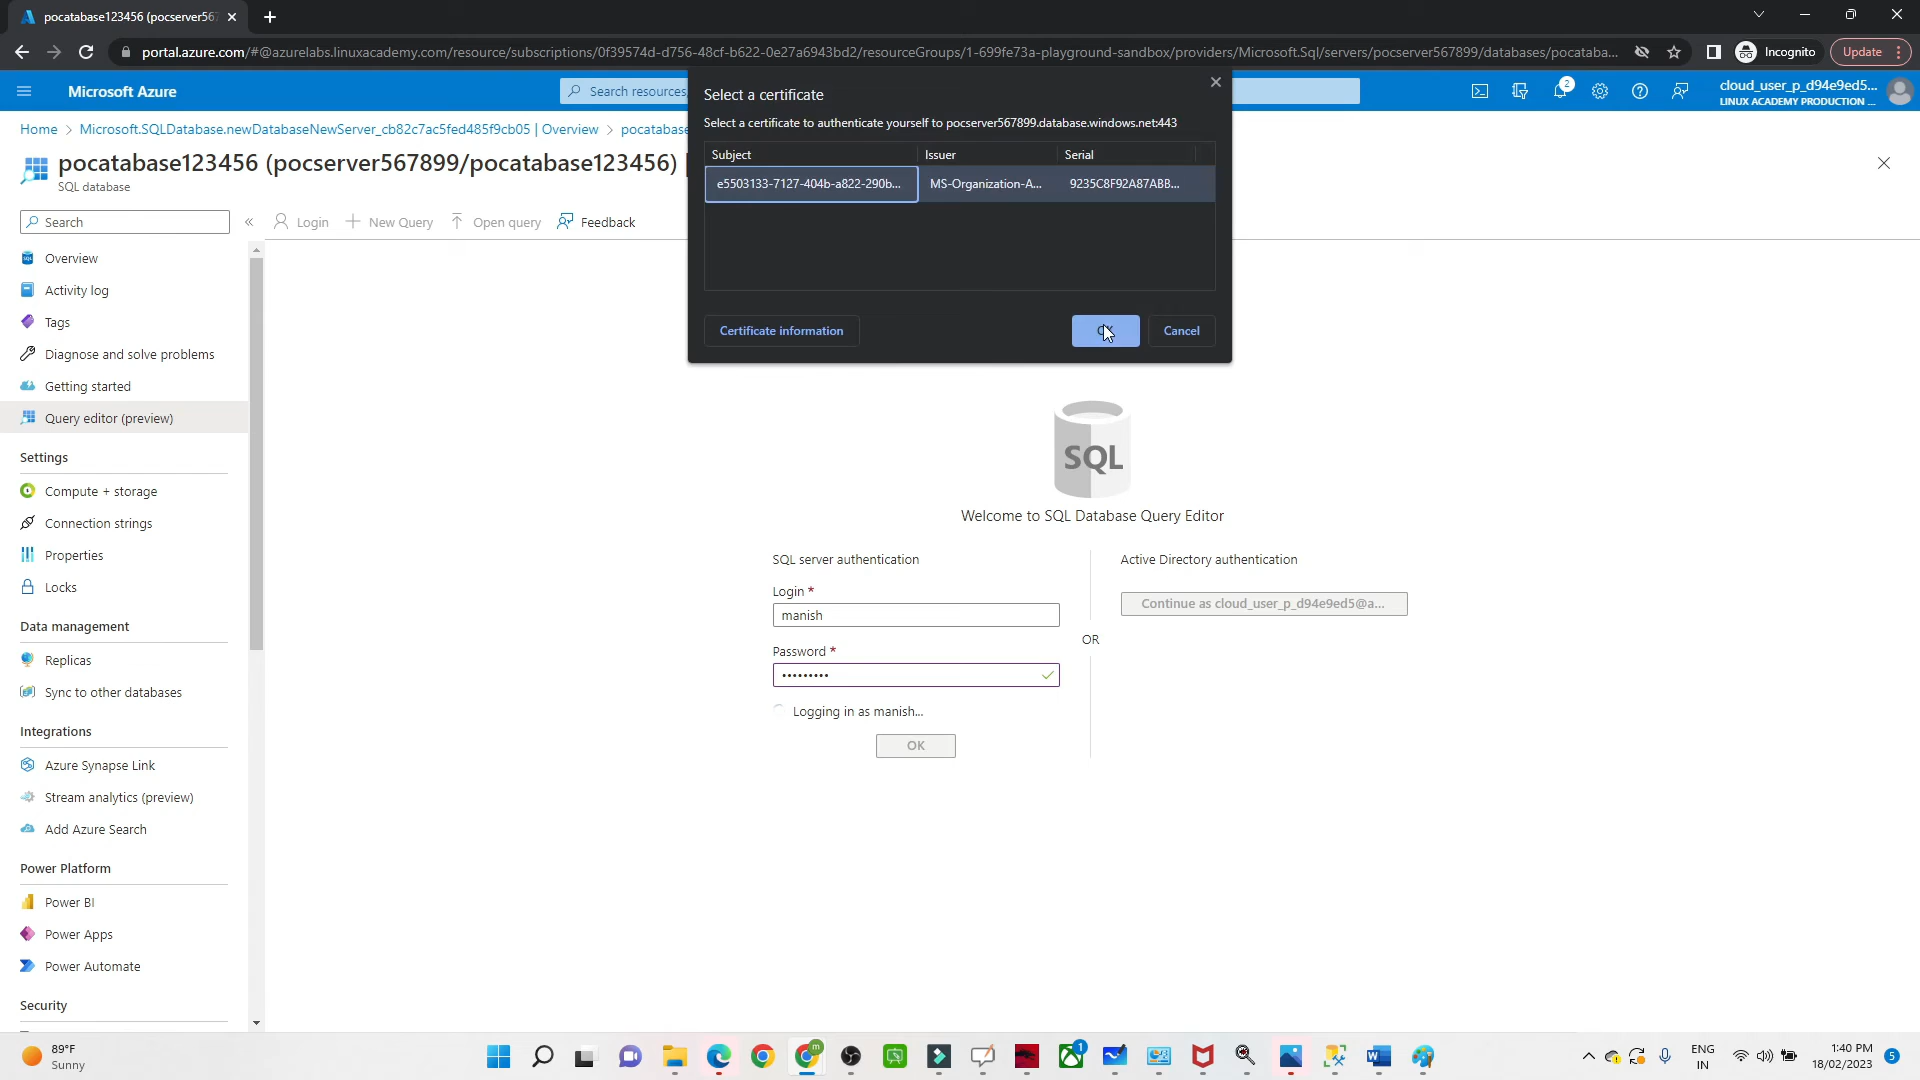 pocatabase123456 (pocserver567
portal.azure.com/#@azurelabs.linuxacademy.com/resource/subscriptions/0f39574d-d756-48cf-b622-0e27a6943bd2/resourceGroups/1-699fe73a-playground-sandbox/providers/Microsoft.Sql/servers/pocserver567899/databases/pocataba...
Incognito
Update
Microsoft Azure
Search resources,
2
cloud_user_p_d94e9ed5...
LINUX ACADEMY PRODUCTION ...
Home > Microsoft.SQLDatabase.newDatabaseNewServer_cb82c7ac5fed485f9cb05 | Overview > pocatabase
pocatabase123456 (pocserver567899/pocatabase123456) |
SQL database
Select a certificate
Select a certificate to authenticate yourself to pocserver567899.database.windows.net:443
Subject Issuer Serial
e5503133-7127-404b-a822-290b... MS-Organization-A... 9235C8F92A87ABB...
Certificate information
OK
Cancel
Search
«
Login
New Query
Open query
Feedback
Overview
Activity log
Tags
Diagnose and solve problems
Getting started
Query editor (preview)
Settings
Compute + storage
Connection strings
Properties
Locks
Data management
Replicas
Sync to other databases
Integrations
Azure Synapse Link
Stream analytics (preview)
Add Azure Search
Power Platform
Power BI
Power Apps
Power Automate
Security
SQL
Welcome to SQL Database Query Editor
SQL server authentication
Login *
manish
Password *
•••••••••
Logging in as manish...
OK
OR
Active Directory authentication
Continue as cloud_user_p_d94e9ed5@a...
89°F
Sunny
m
1
ENG
IN
1:40 PM
18/02/2023
5